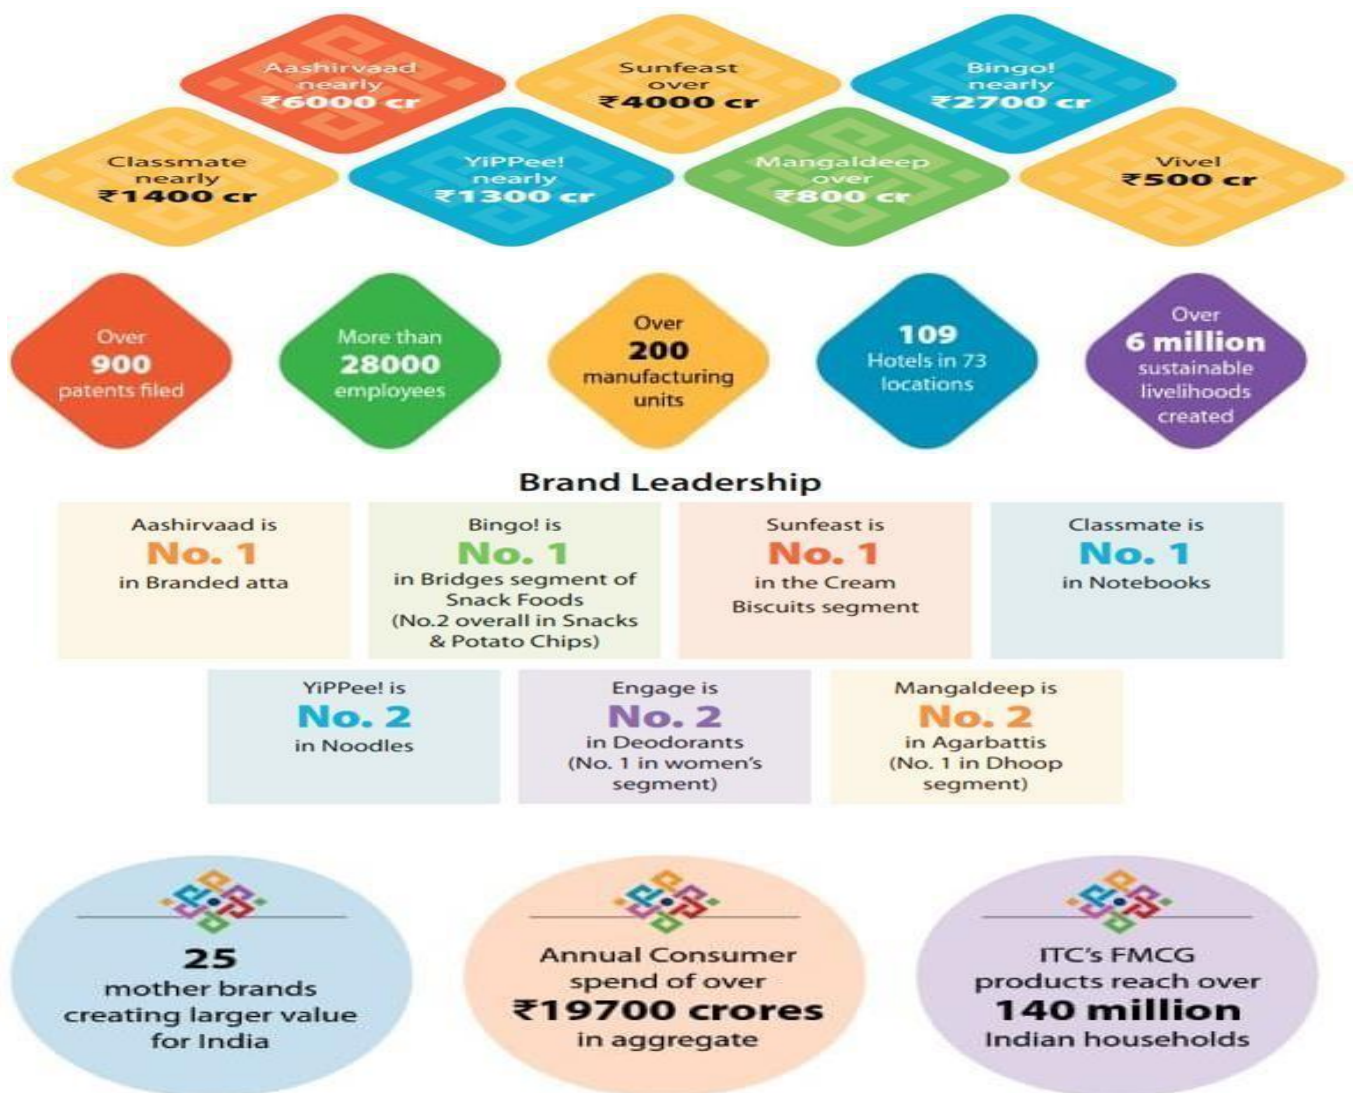 Aashirvaad
nearly
₹6000 cr
Sunfeast
over
₹4000 cr
Bingo!
nearly
₹2700 cr
Classmate
nearly
₹1400 cr
YiPPee!
nearly
₹1300 cr
Mangaldeep
over
₹800 cr
Vivel
₹500 cr
Over
900
patents filed
More than
28000
employees
Over
200
manufacturing
units
109
Hotels in 73
locations
Over
6 million
sustainable
livelihoods
created
Brand Leadership
Aashirvaad is
No. 1
in Branded atta
Bingo! is
No. 1
in Bridges segment of
Snack Foods
(No.2 overall in Snacks
& Potato Chips)
Sunfeast is
No. 1
in the Cream
Biscuits segment
Classmate is
No. 1
in Notebooks
YiPPee! is
No. 2
in Noodles
Engage is
No. 2
in Deodorants
(No. 1 in women's
segment)
Mangaldeep is
No. 2
in Agarbattis
(No. 1 in Dhoop
segment)
25
mother brands
creating larger value
for India
Annual Consumer
spend of over
₹19700 crores
in aggregate
ITC's FMCG
products reach over
140 million
Indian households